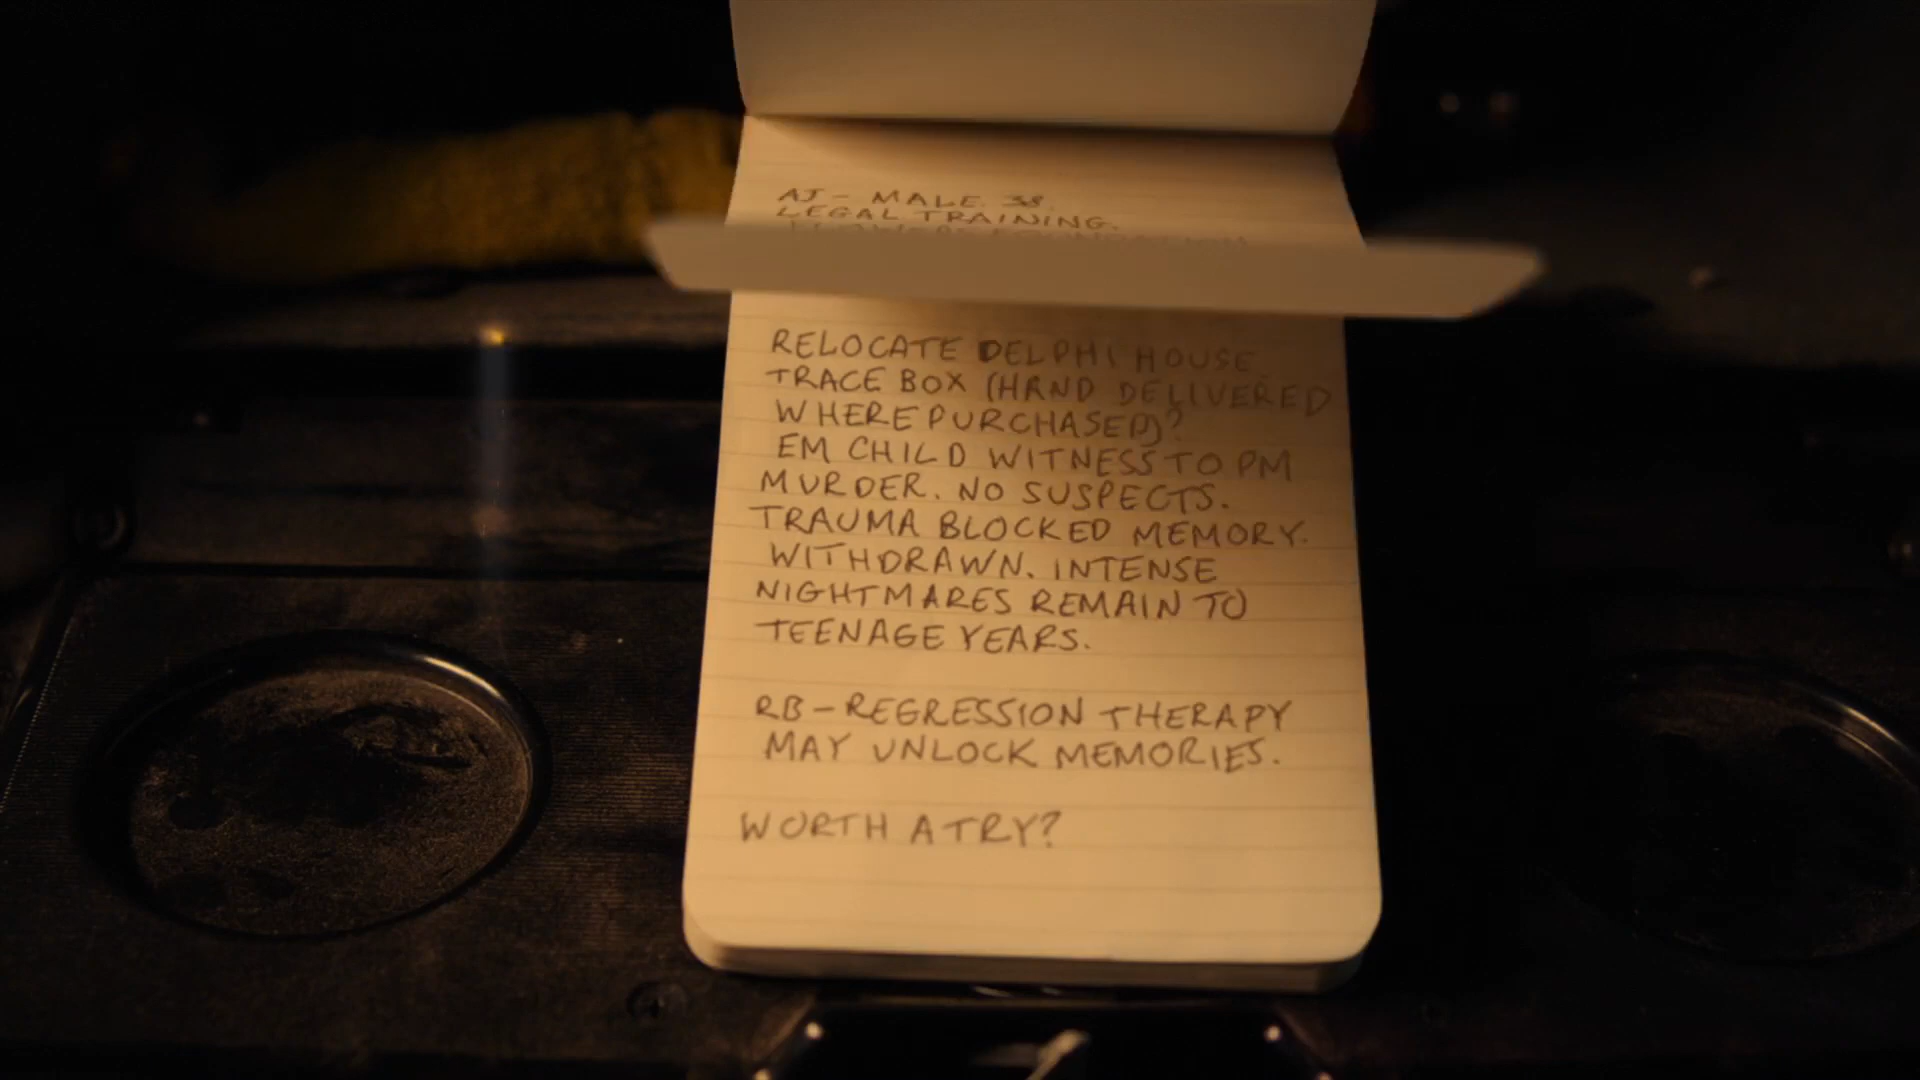 AJ - MALE. 38.
LEGAL TRAINING.
RELOCATE DELPHI HOUSE
TRACE BOX (HAND DELIVERED
WHERE PURCHASED)?
EM CHILD WITNESS TO PM
MURDER. NO SUSPECTS.
TRAUMA BLOCKED MEMORY.
WITHDRAWN. INTENSE
NIGHTMARES REMAIN TO
TEENAGE YEARS.
RB - REGRESSION THERAPY
MAY UNLOCK MEMORIES.
WORTH A TRY?